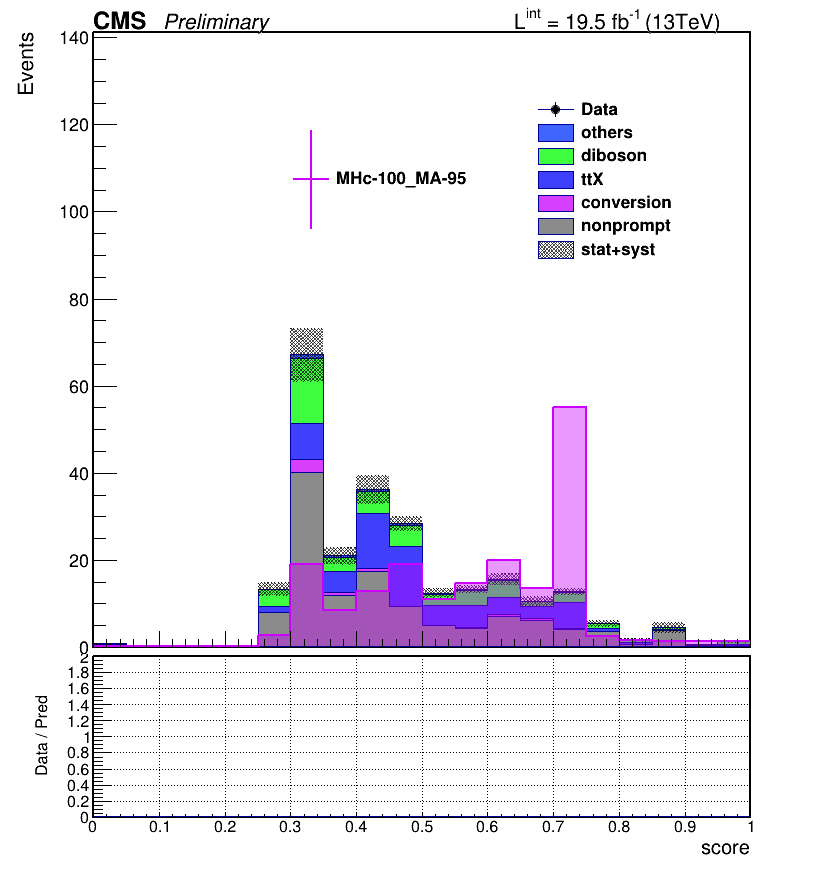 CMS Preliminary
L^int = 19.5 fb^-1 (13TeV)
Events
140
120
100
80
60
40
20
0
Data
others
diboson
ttX
conversion
nonprompt
stat+syst
MHc-100_MA-95
Data / Pred
2
1.8
1.6
1.4
1.2
1
0.8
0.6
0.4
0.2
0
0 0.1 0.2 0.3 0.4 0.5 0.6 0.7 0.8 0.9 1
score